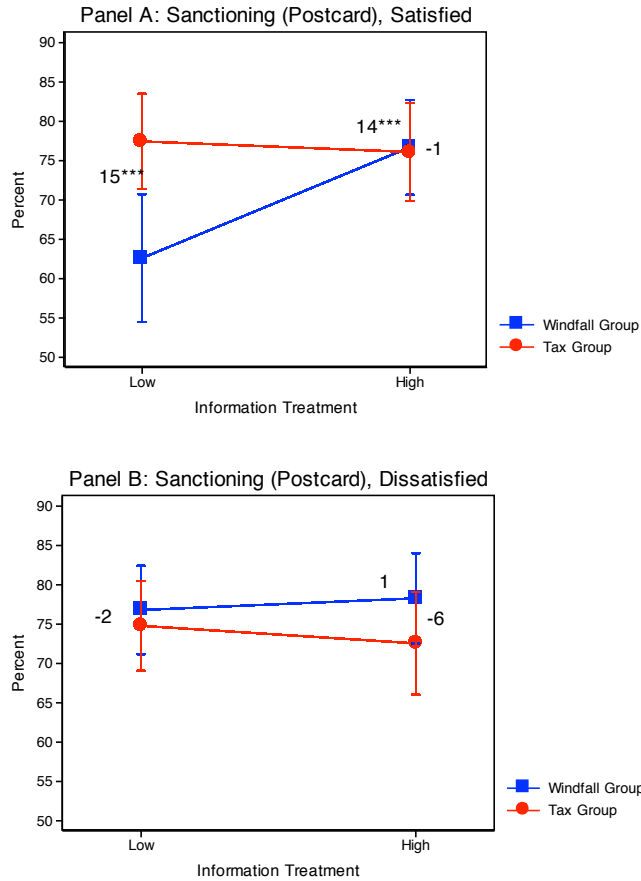 Panel A: Sanctioning (Postcard), Satisfied
90
85
80
75
70
65
60
55
50
Percent
15***
14***
-1
Low
High
Information Treatment
Windfall Group
Tax Group
Panel B: Sanctioning (Postcard), Dissatisfied
90
85
80
75
70
65
60
55
50
Percent
-2
1
-6
Low
High
Information Treatment
Windfall Group
Tax Group